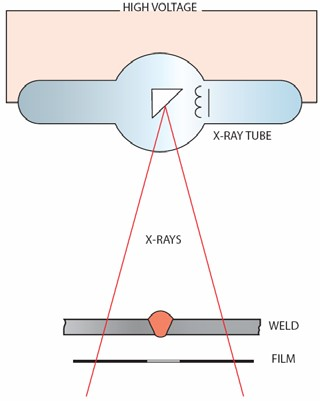 HIGH VOLTAGE
X-RAY TUBE
X-RAYS
WELD
FILM